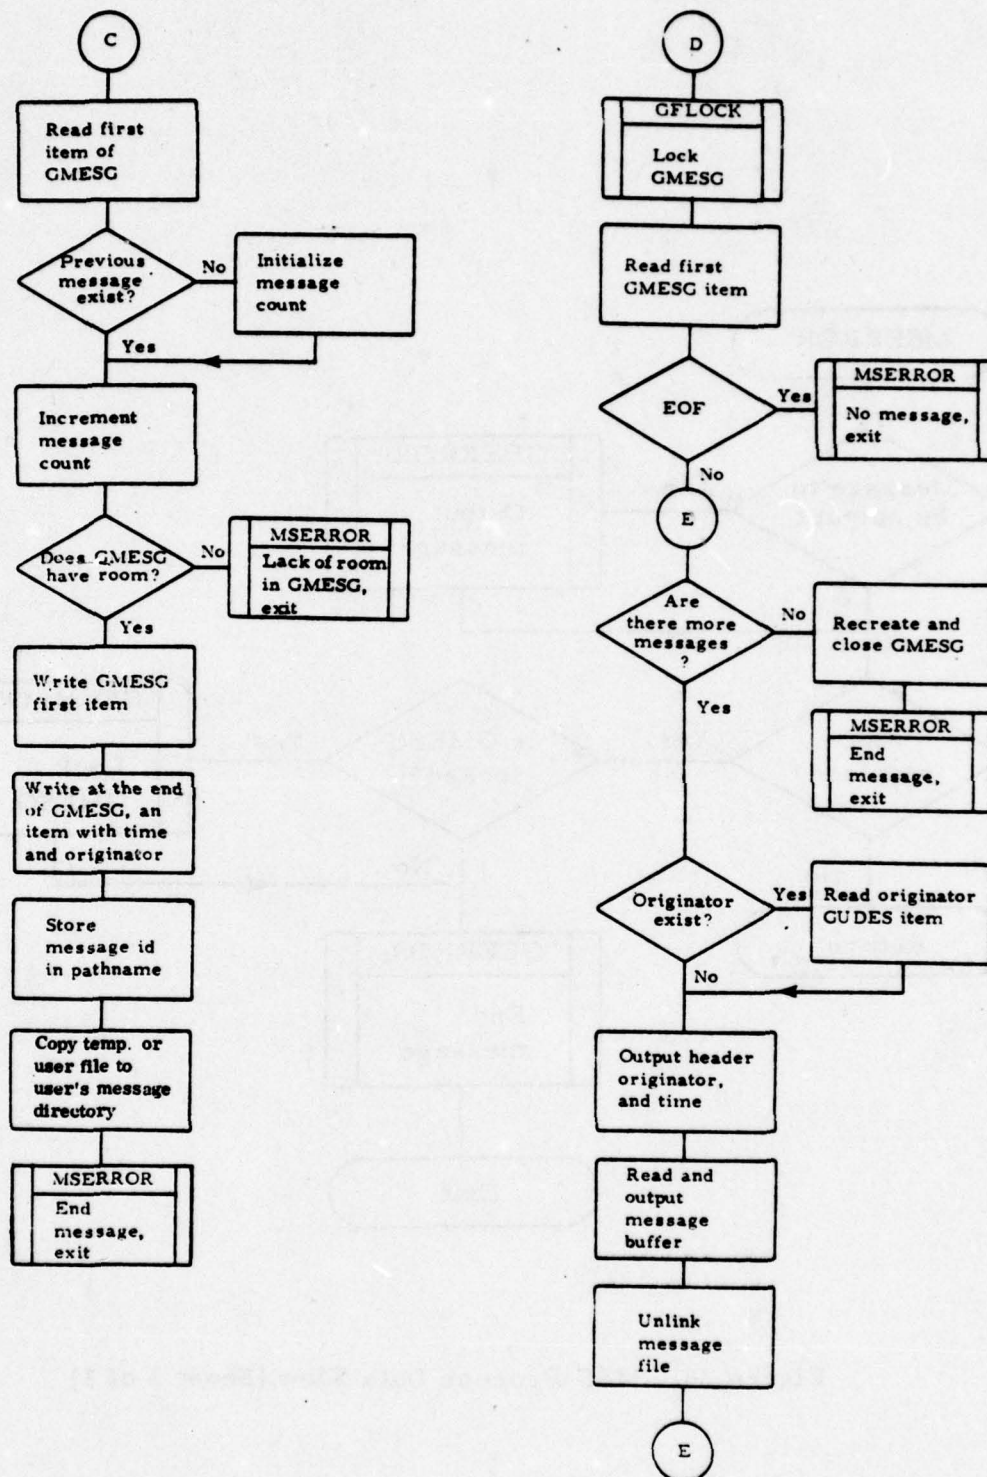 C
Read first
item of
GMESG
Previous
message
exist?
No
Initialize
message
count
Yes
Increment
message
count
Does GMESG
have room?
No
MSERROR
Lack of room
in GMESG,
exit
Yes
Write GMESG
first item
Write at the end
of GMESG, an
item with time
and originator
Store
message id
in pathname
Copy temp. or
user file to
user's message
directory
MSERROR
End
message,
exit
D
GFLOCK
Lock
GMESG
Read first
GMESG item
EOF
Yes
MSERROR
No message,
exit
No
E
Are
there more
messages
?
No
Recreate and
close GMESG
MSERROR
End
message,
exit
Yes
Originator
exist?
Yes
Read originator
GUDES item
No
Output header
originator,
and time
Read and
output
message
buffer
Unlink
message
file
E